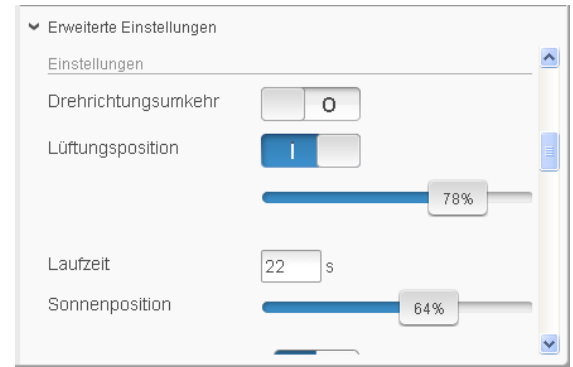 Erweiterte Einstellungen
Einstellungen
Drehrichtungsumkehr O
Lüftungsposition I
78%
Laufzeit 22 s
Sonnenposition 64%